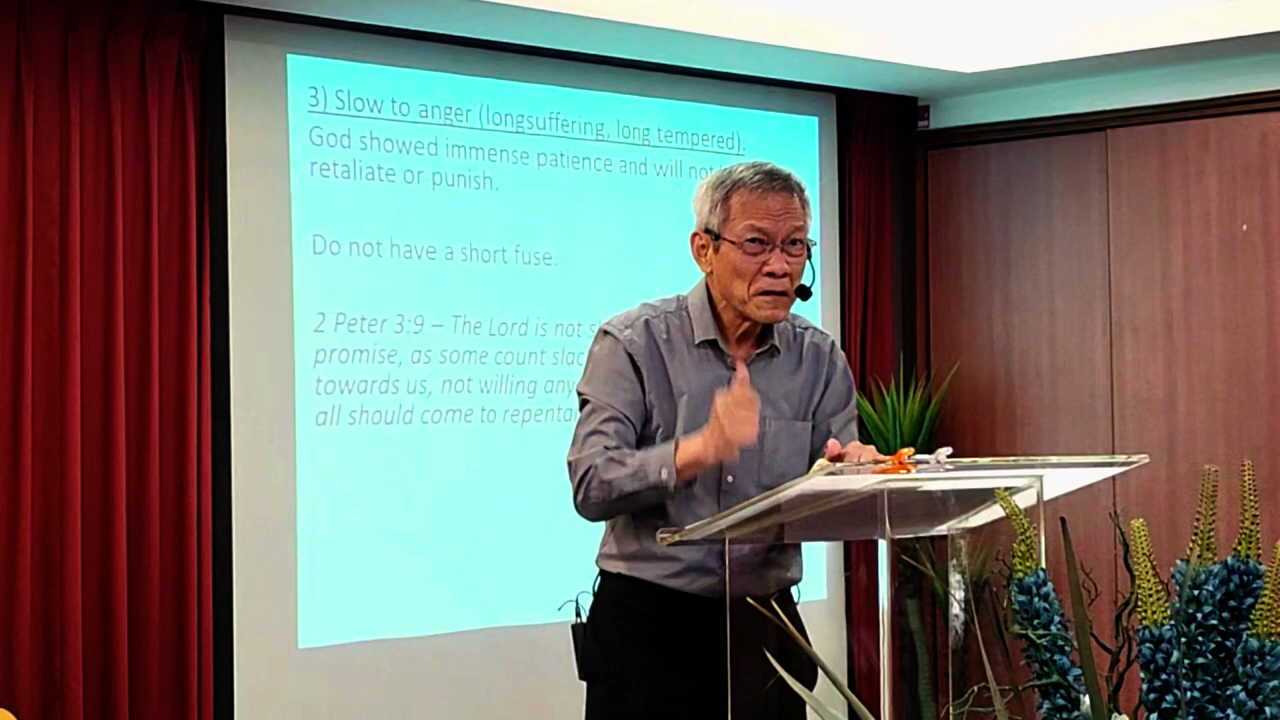 3) Slow to anger (longsuffering, long tempered).
God showed immense patience and will not
retaliate or punish.
Do not have a short fuse.
2 Peter 3:9 – The Lord is not
promise, as some count
towards us, not willing any
all should come to